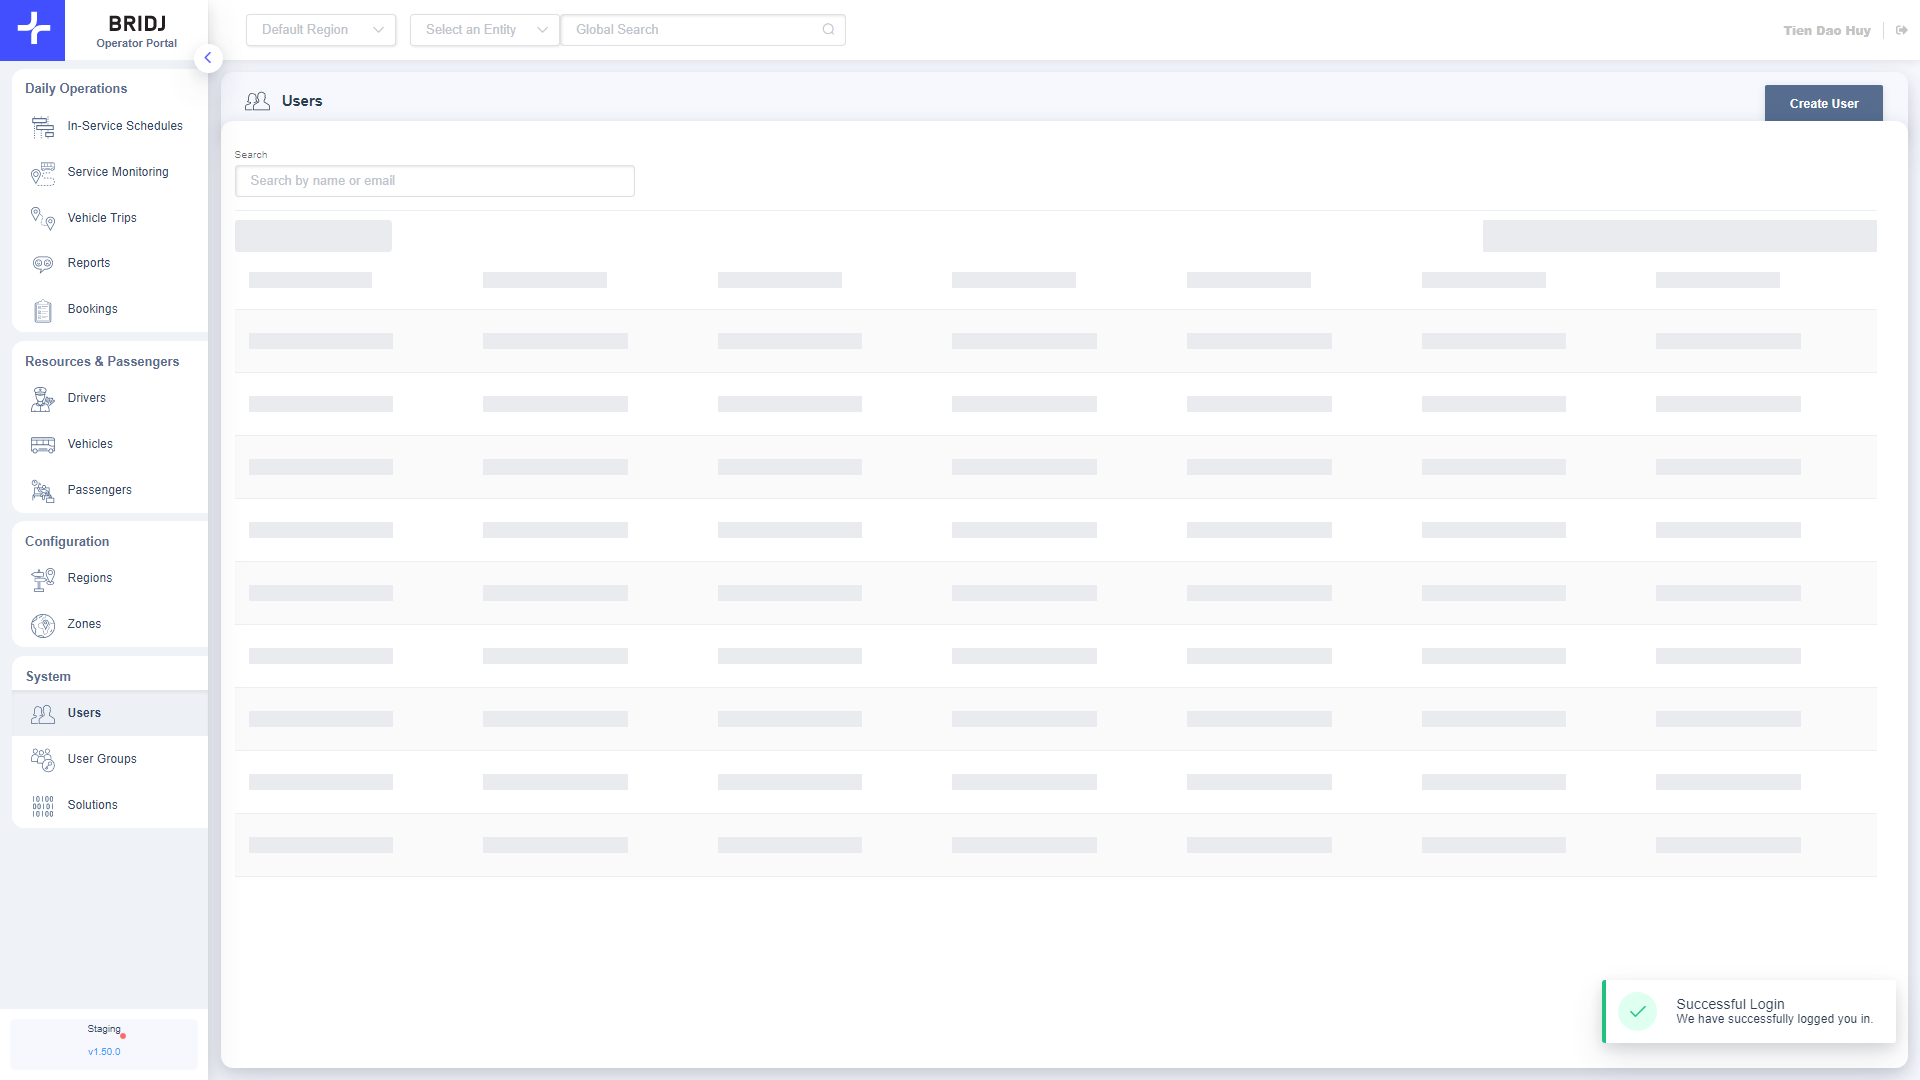 BRIDJ
Operator Portal
Default Region
Select an Entity
Global Search
Tien Dao Huy
Daily Operations
In-Service Schedules
Service Monitoring
Vehicle Trips
Reports
Bookings
Resources & Passengers
Drivers
Vehicles
Passengers
Configuration
Regions
Zones
System
Users
User Groups
10100
00101
10100
Solutions
Staging
v1.50.0
Users
Create User
Search
Search by name or email
Successful Login
We have successfully logged you in.